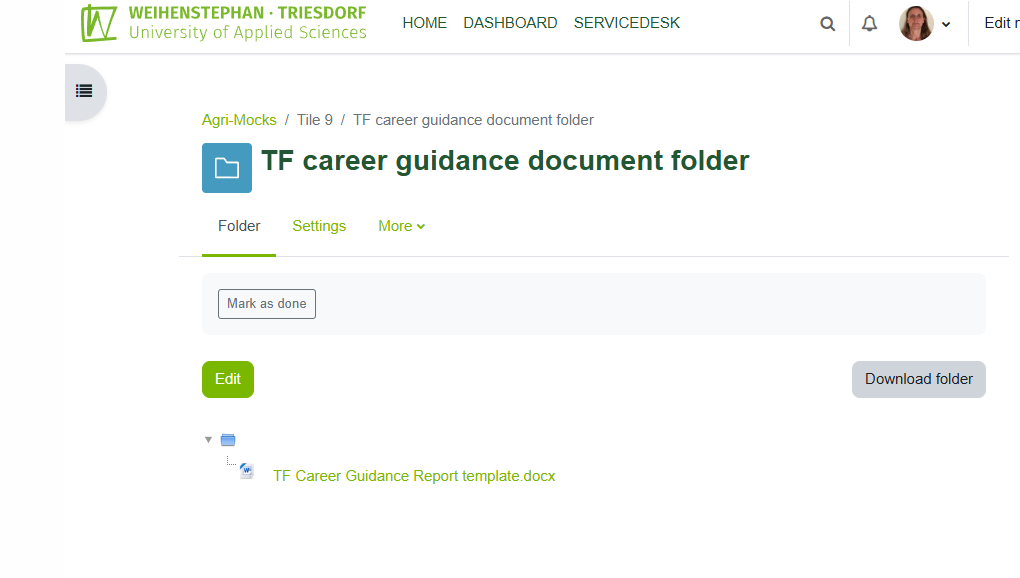 WEIHENSTEPHAN · TRIESDORF
University of Applied Sciences
HOME DASHBOARD SERVICEDESK
Edit
Agri-Mocks / Tile 9 / TF career guidance document folder
TF career guidance document folder
Folder Settings More
Mark as done
Edit
Download folder
TF Career Guidance Report template.docx